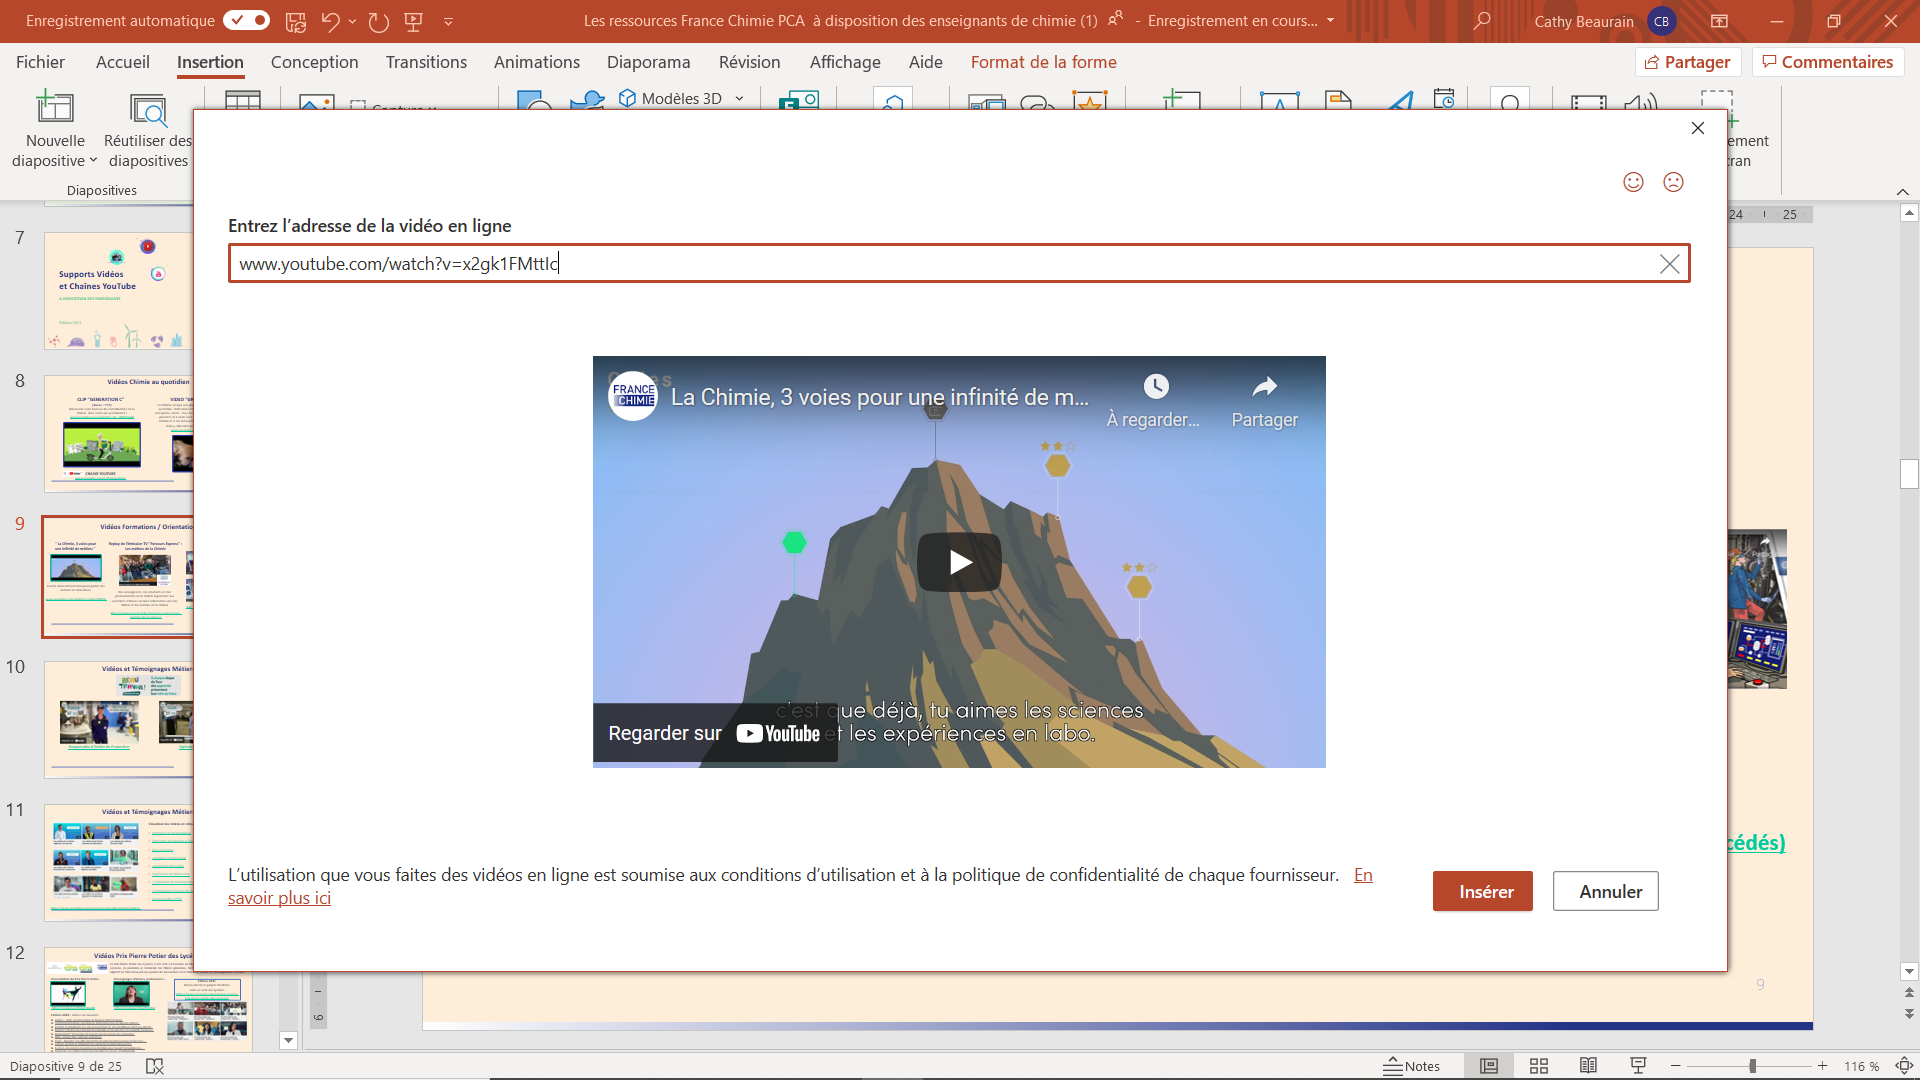 Enregistrement automatique
Les ressources France Chimie PCA à disposition des enseignants de chimie (1) - Enregistrement en cours...
Cathy Beaurain CB
Fichier Accueil Insertion Conception Transitions Animations Diaporama Révision Affichage Aide Format de la forme
Partager Commentaires
Modèles 3D
Nouvelle diapositive
Réutiliser des diapositives
Diapositives
Entrez l’adresse de la vidéo en ligne
www.youtube.com/watch?v=x2gk1FMttIc
FRANCE CHIMIE
La Chimie, 3 voies pour une infinité de m...
À regarder...
Partager
c'est que déjà, tu aimes les sciences
et les expériences en labo.
Regarder sur YouTube
L’utilisation que vous faites des vidéos en ligne est soumise aux conditions d’utilisation et à la politique de confidentialité de chaque fournisseur. En
savoir plus ici
Insérer
Annuler
24 25
7
Supports Vidéos
et Chaînes YouTube
8
Vidéos Chimie au quotidien
CLIP "GENERATION C"
CHAINE YOUTUBE
9
Vidéos Formations / Orientatio
10
Vidéos et Témoignages Métier
11
Vidéos et Témoignages Métier
12
Vidéos Prix Pierre Potier des Lycé
cédés)
9
Diapositive 9 de 25
Notes
116 %